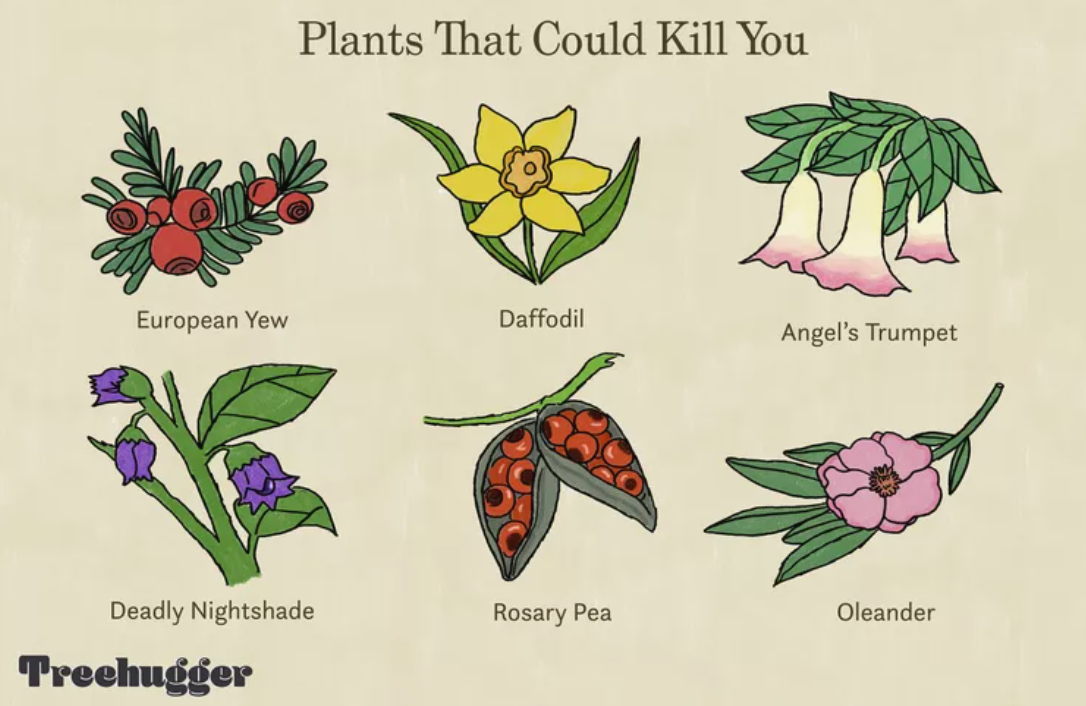 Plants That Could Kill You
European Yew
Daffodil
Angel’s Trumpet
Deadly Nightshade
Rosary Pea
Oleander
Treehugger